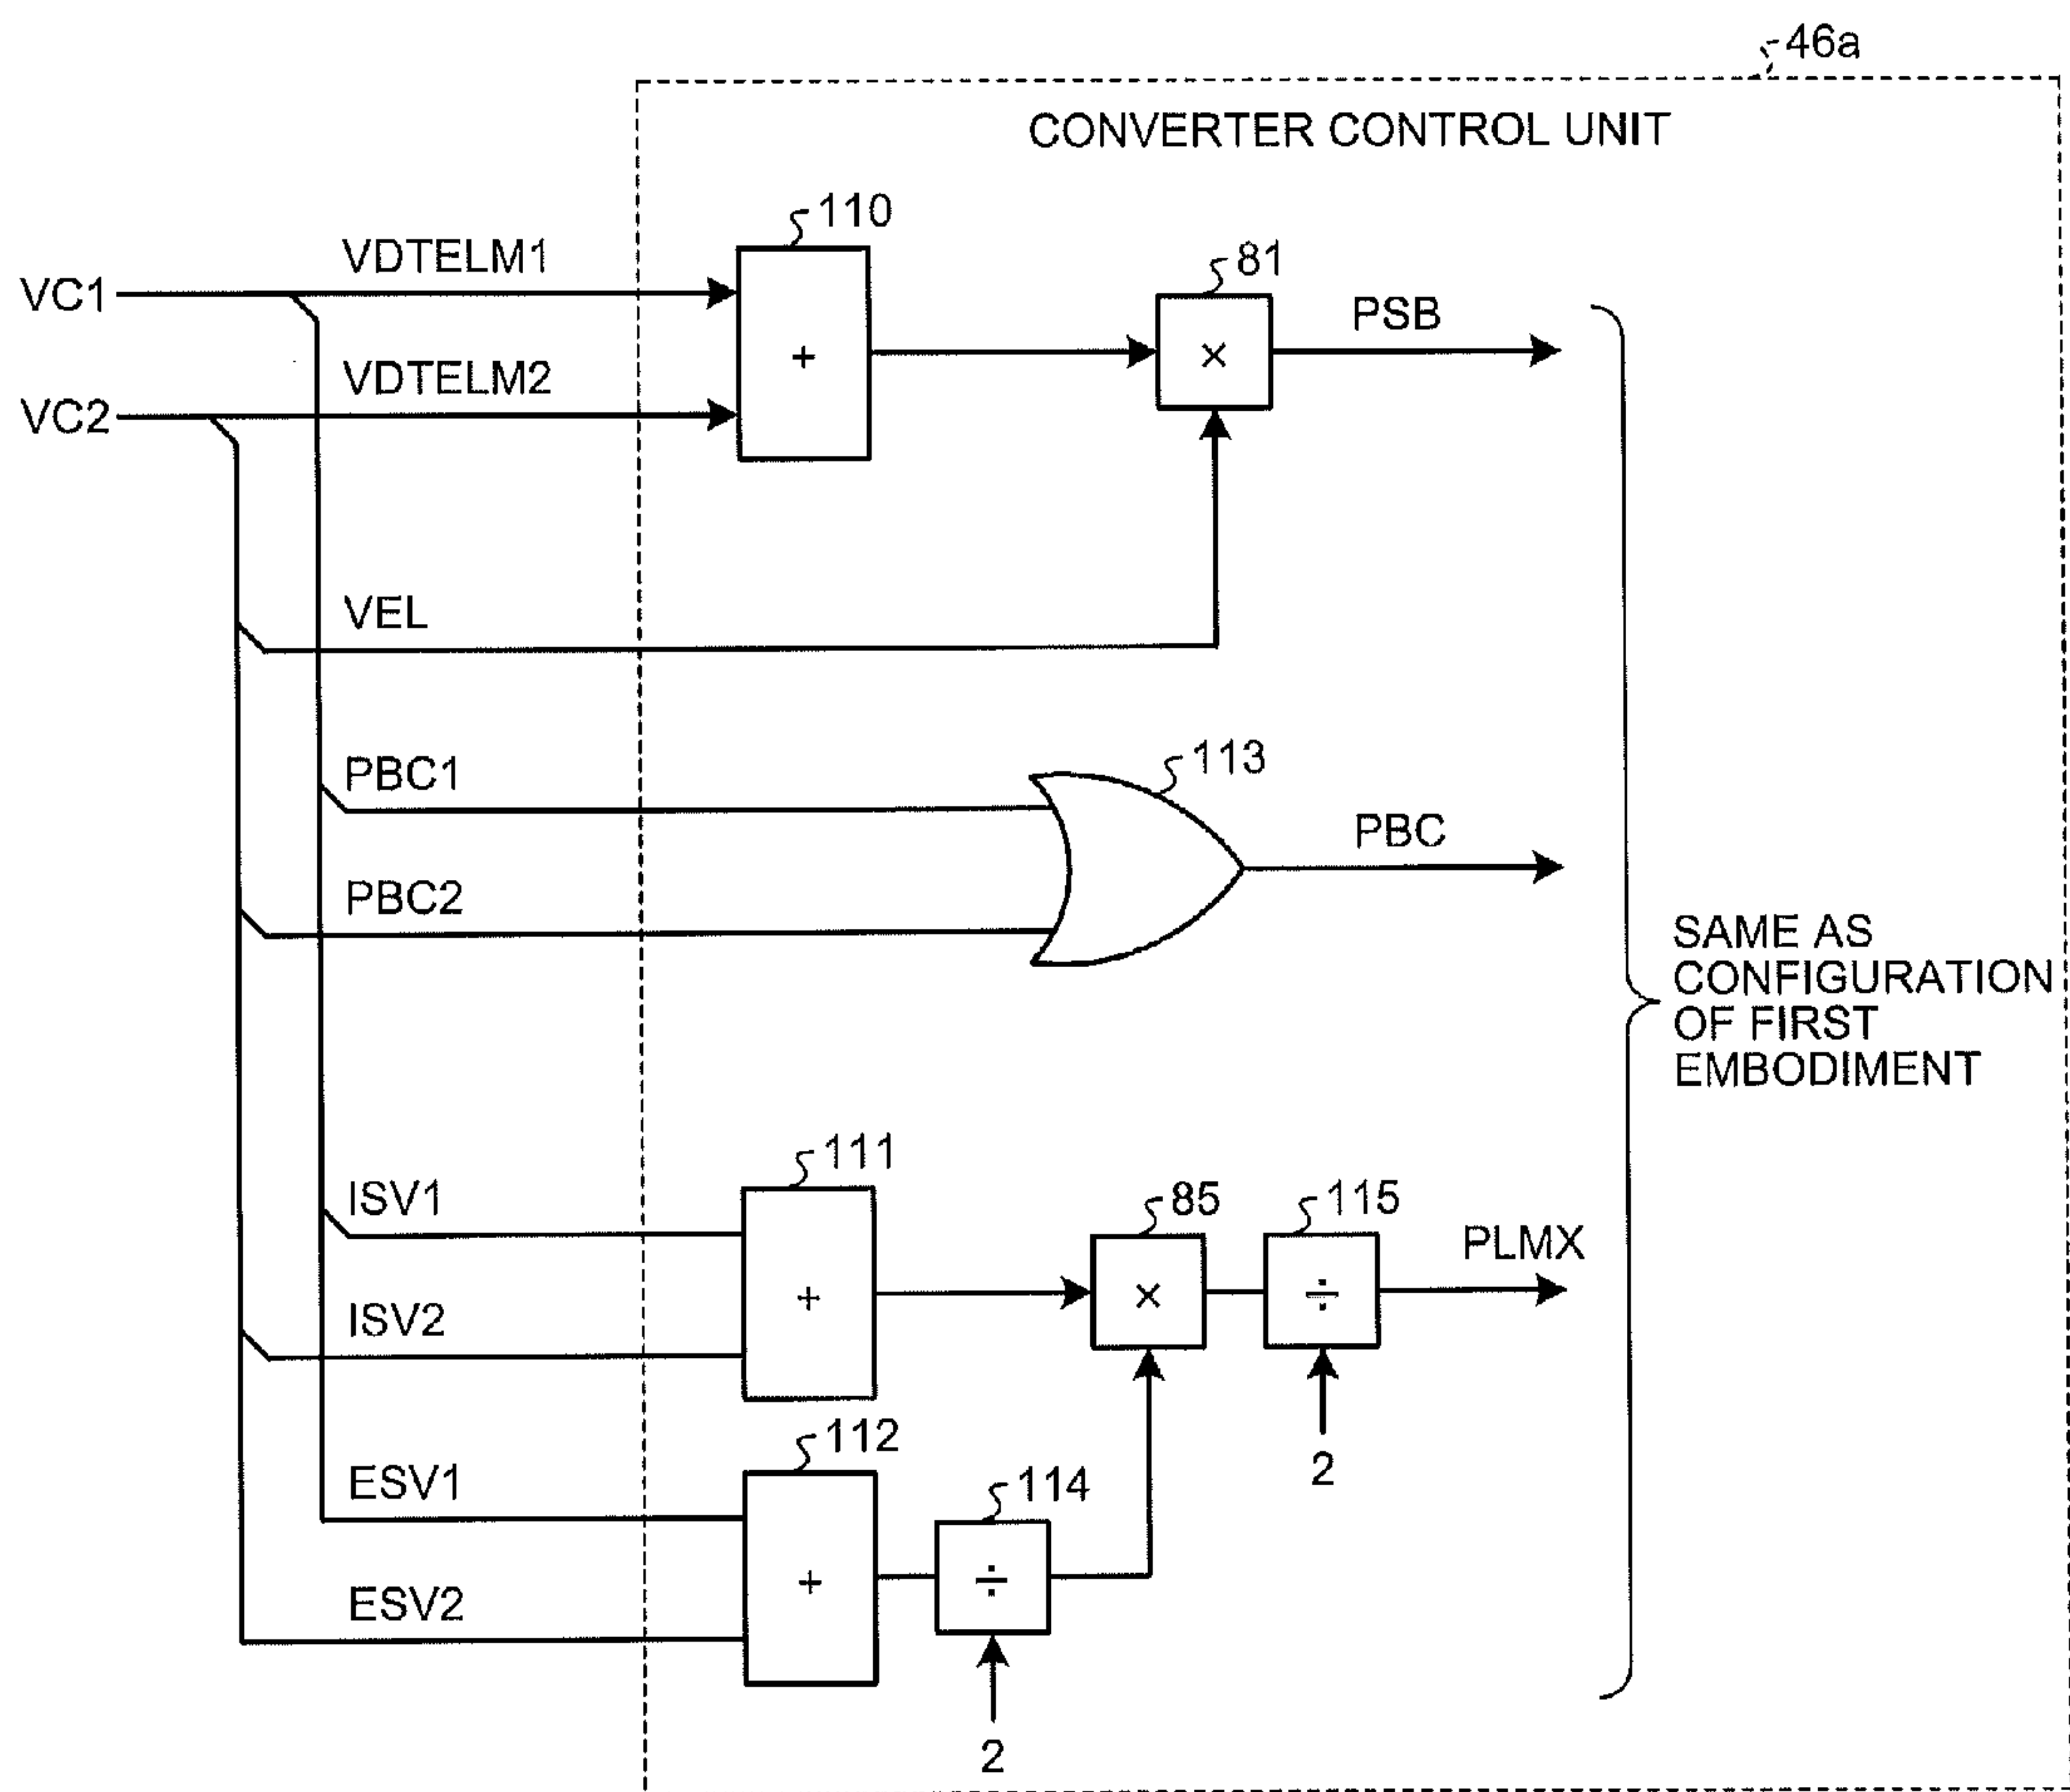 46a
CONVERTER CONTROL UNIT
110
VDTELM1
81
VC1
PSB
+
×
VDTELM2
VC2
VEL
PBC1
113
PBC
PBC2
SAME AS
CONFIGURATION
OF FIRST
EMBODIMENT
111
ISV1
85
115
PLMX
+
×
÷
ISV2
112
2
ESV1
114
+
÷
ESV2
2